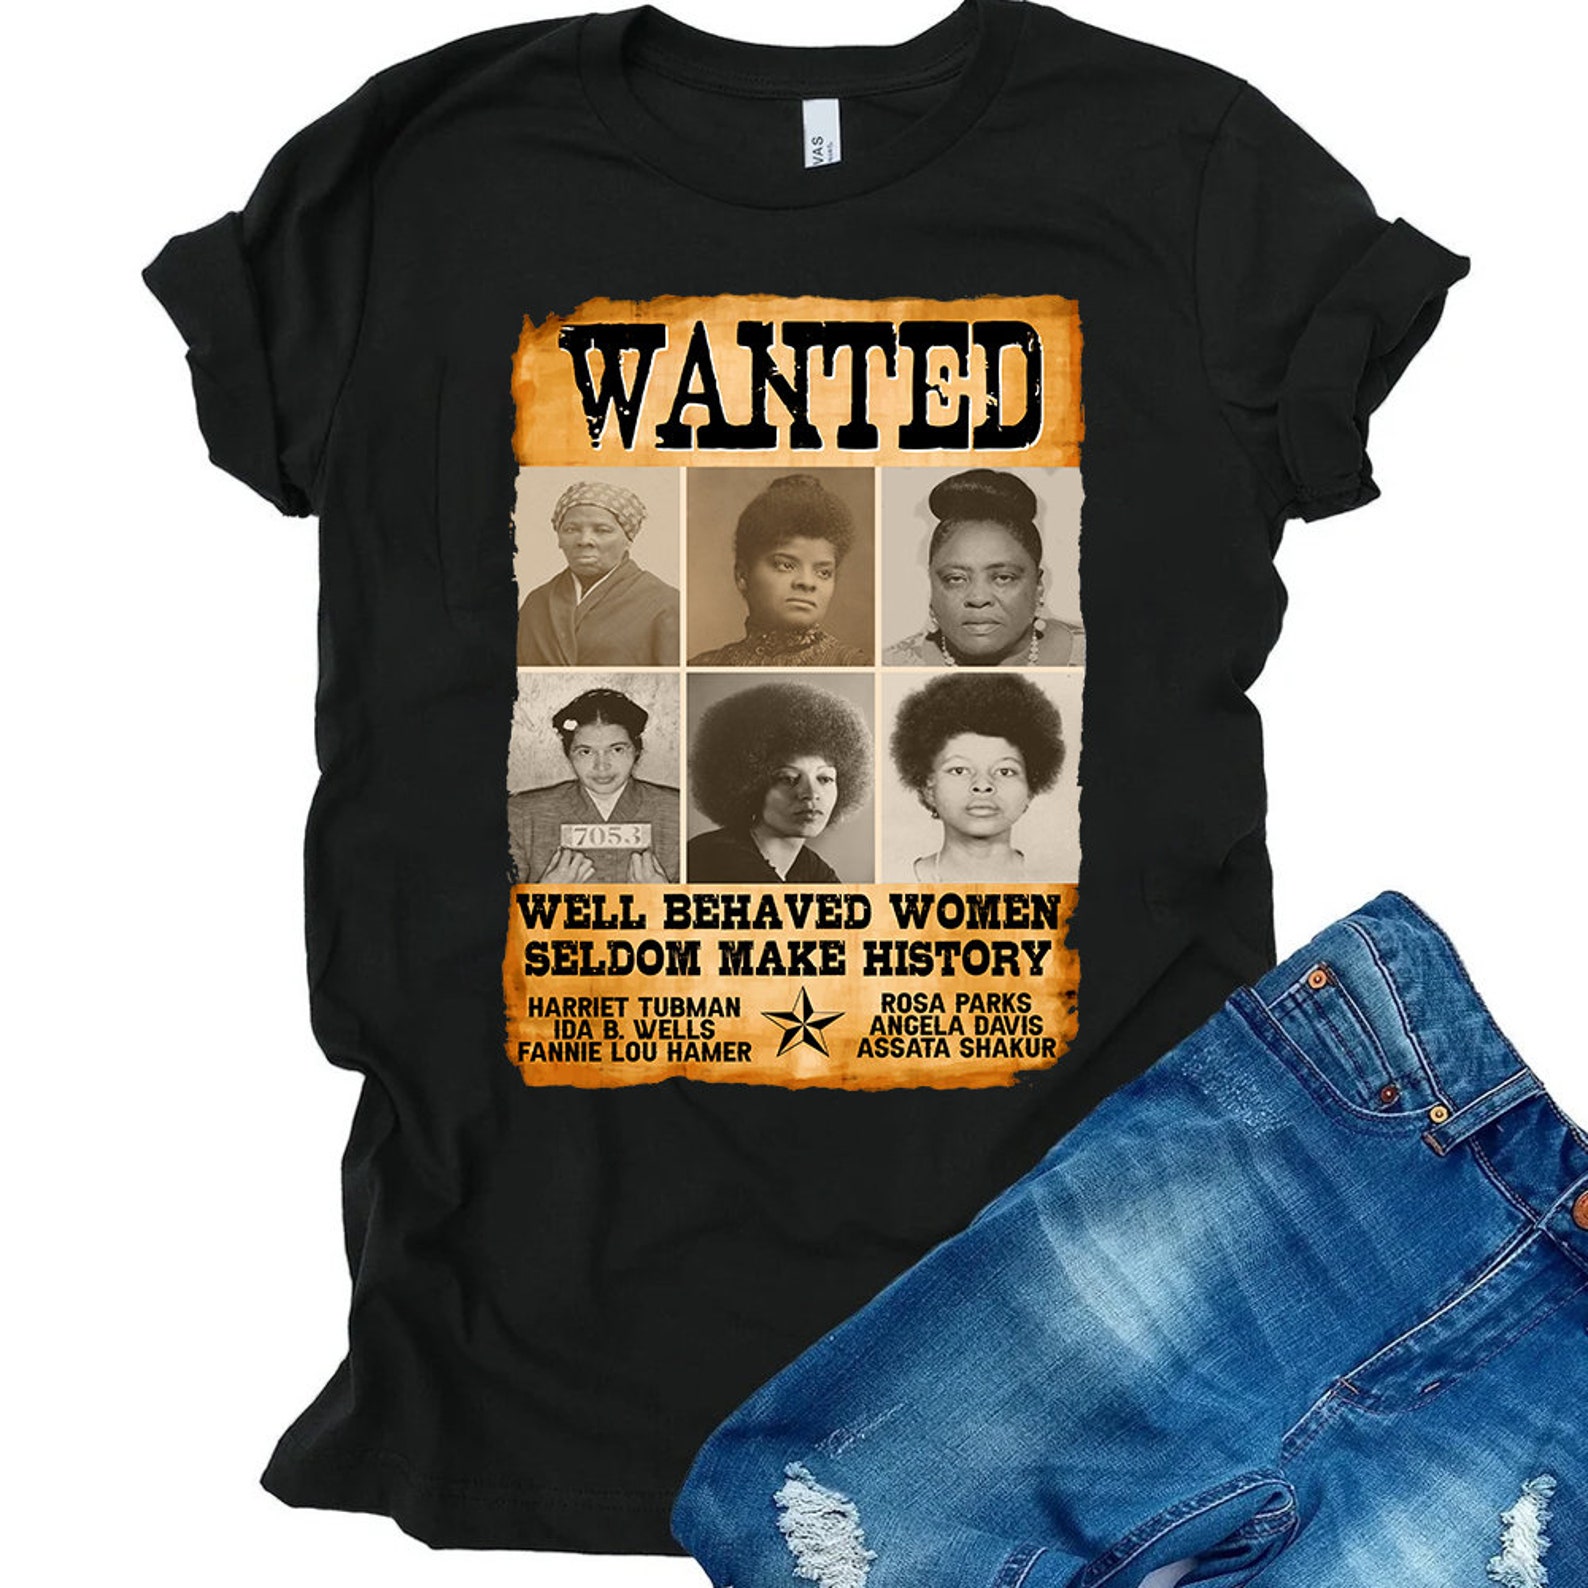 VAS
WANTED
7053
WELL BEHAVED WOMEN
SELDOM MAKE HISTORY
HARRIET TUBMAN
IDA B. WELLS
FANNIE LOU HAMER
ROSA PARKS
ANGELA DAVIS
ASSATA SHAKUR